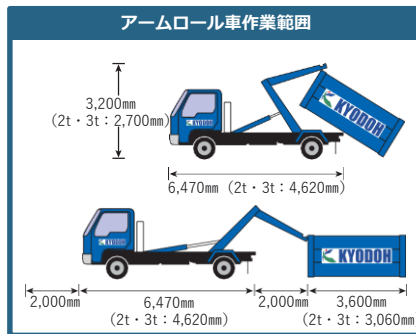 アームロール車作業範囲
3,200mm
（2t・3t：2,700mm）
KYODOH
KYODOH
6,470mm（2t・3t：4,620mm）
KYODOH
KYODOH
2,000mm
6,470mm
（2t・3t：4,620mm）
2,000mm
3,600mm
（2t・3t：3,060mm）